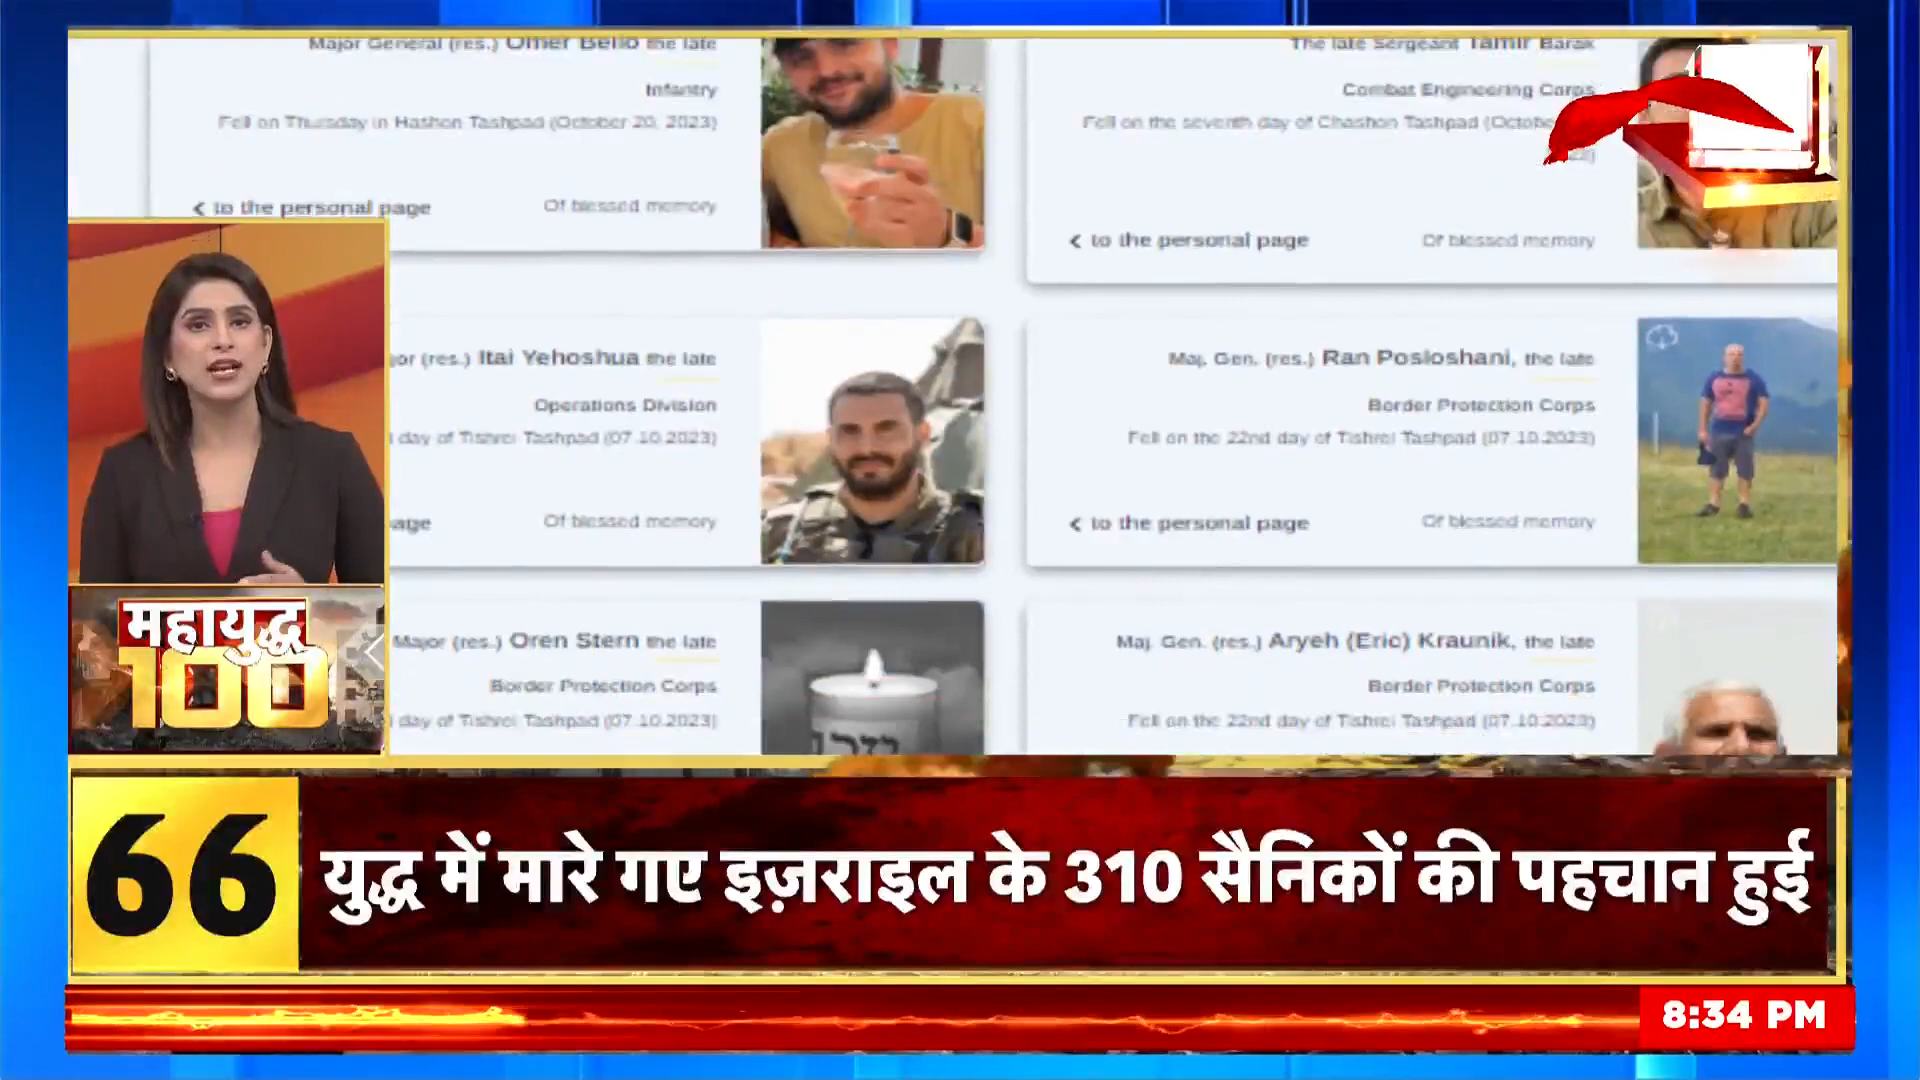 Major General (res.) Omer Bello the late
Infantry
Fell on Thursday in Hashon Tashpad (October 20, 2023)
to the personal page
Of blessed memory
The late Sergeant Tamir Barak
Combat Engineering Corps
Fell on the seventh day of Chashon Tashpad
to the personal page
Of blessed memory
(res.) Itai Yehoshua the late
Operations Division
day of Tishrei Tashpad (07.10.2023)
Of blessed memory
Maj. Gen. (res.) Ran Posloshani, the late
Border Protection Corps
Fell on the 22nd day of Tishrei Tashpad (07.10.2023)
to the personal page
Of blessed memory
Major (res.) Oren Stern the late
Border Protection Corps
day of Tishrei Tashpad (07.10.2023)
Maj. Gen. (res.) Aryeh (Eric) Kraunik, the late
Border Protection Corps
Fell on the 22nd day of Tishrei Tashpad (07.10.2023)
महायुद्ध
100
66
युद्ध में मारे गए इज़राइल के 310 सैनिकों की पहचान हुई
8:34 PM